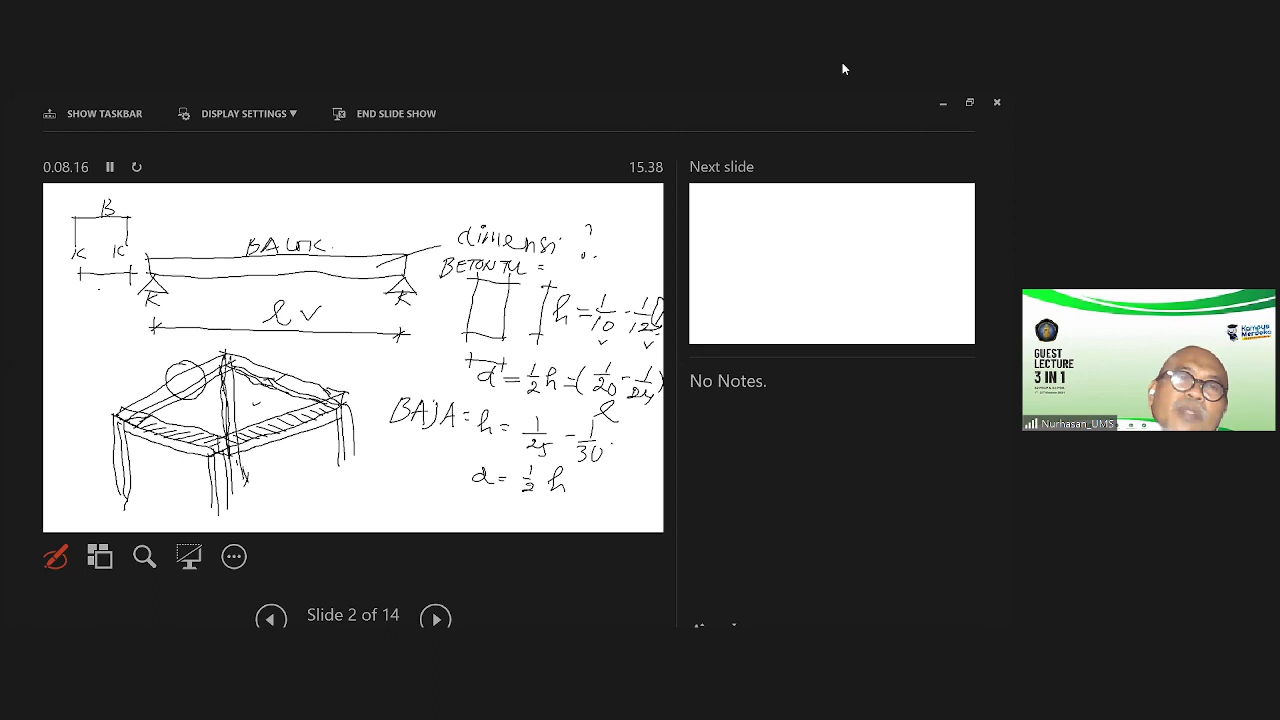 SHOW TASKBAR
DISPLAY SETTINGS ▼
END SLIDE SHOW
0.08.16
15.38
Next slide
B
K K
BALOK
dimensi ?
BETON TL =
K K
l v
h = 1/10 - 1/12 l
v v
d = 1/2 h = (1/20 - 1/24) l
BAJA = h = 1/25 - 1/30
d = 1/2 h
No Notes.
Slide 2 of 14
GUEST
LECTURE
3 IN 1
Kampus
Merdeka
Nurhasan_UMS